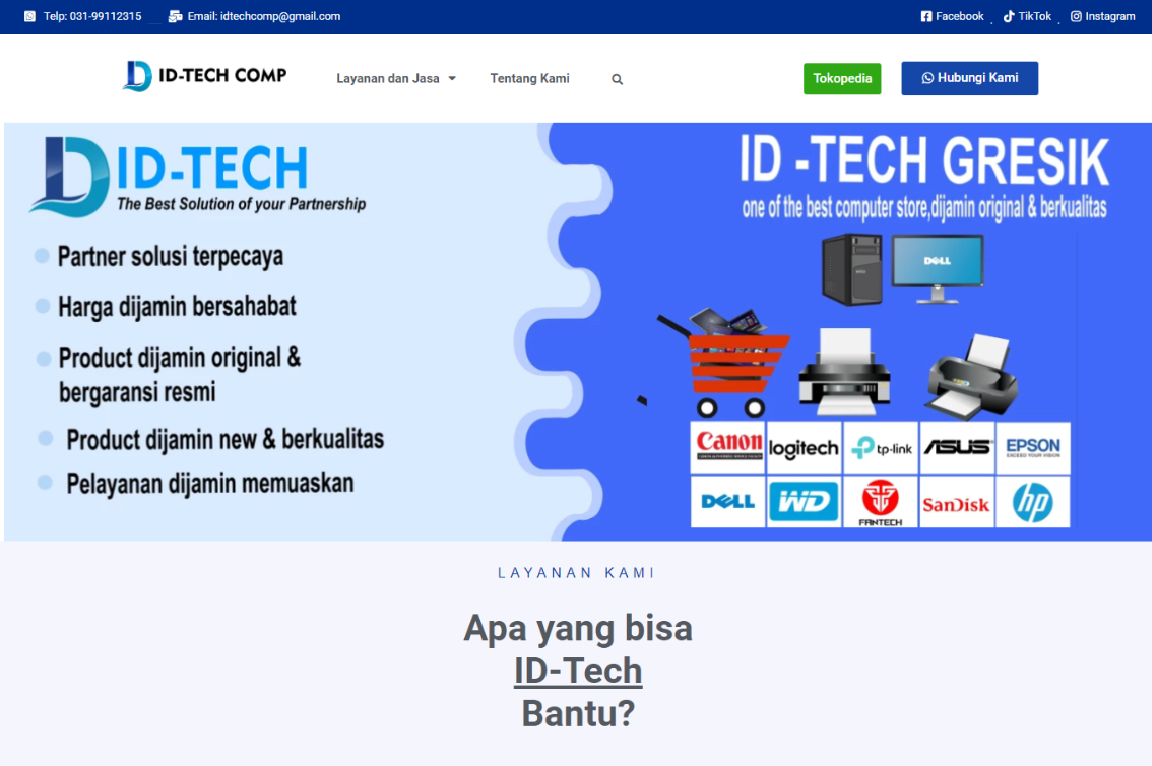 Telp: 031-99112315
Email: idtechcomp@gmail.com
Facebook
TikTok
Instagram
ID-TECH COMP
Layanan dan Jasa
Tentang Kami
Tokopedia
Hubungi Kami
ID-TECH
The Best Solution of your Partnership
Partner solusi terpecaya
Harga dijamin bersahabat
Product dijamin original &
bergaransi resmi
Product dijamin new & berkualitas
Pelayanan dijamin memuaskan
ID -TECH GRESIK
one of the best computer store,dijamin original & berkualitas
DELL
Canon
logitech
tp-link
ASUS
EPSON
EXCEED YOUR VISION
DELL
WD
FANTECH
SanDisk
hp
LAYANAN KAMI
Apa yang bisa
ID-Tech
Bantu?